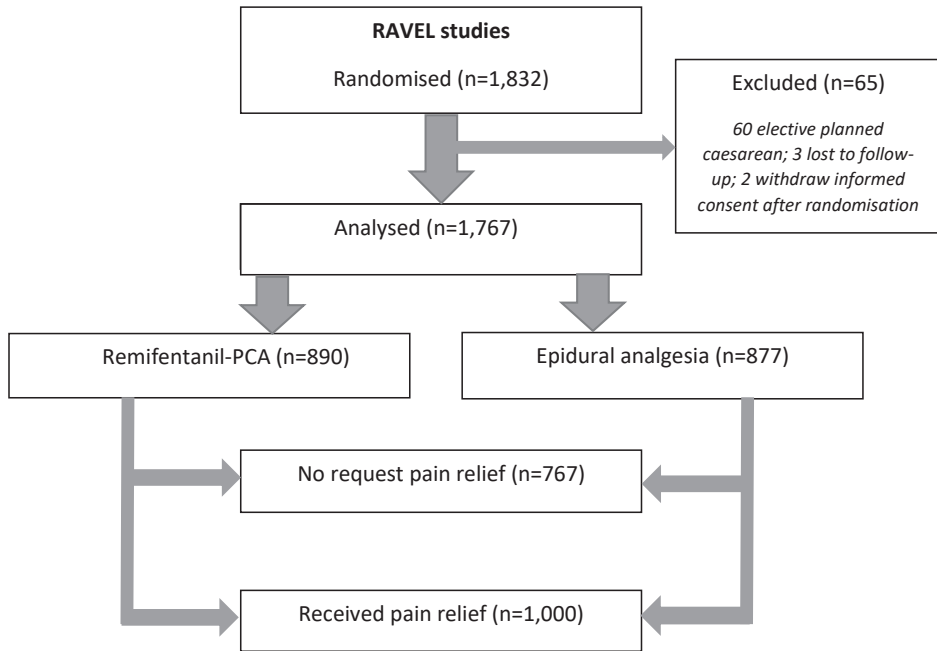 RAVEL studies
Randomised (n=1,832)
Excluded (n=65)
60 elective planned
caesarean; 3 lost to follow-
up; 2 withdraw informed
consent after randomisation
Analysed (n=1,767)
Remifentanil-PCA (n=890)
Epidural analgesia (n=877)
No request pain relief (n=767)
Received pain relief (n=1,000)